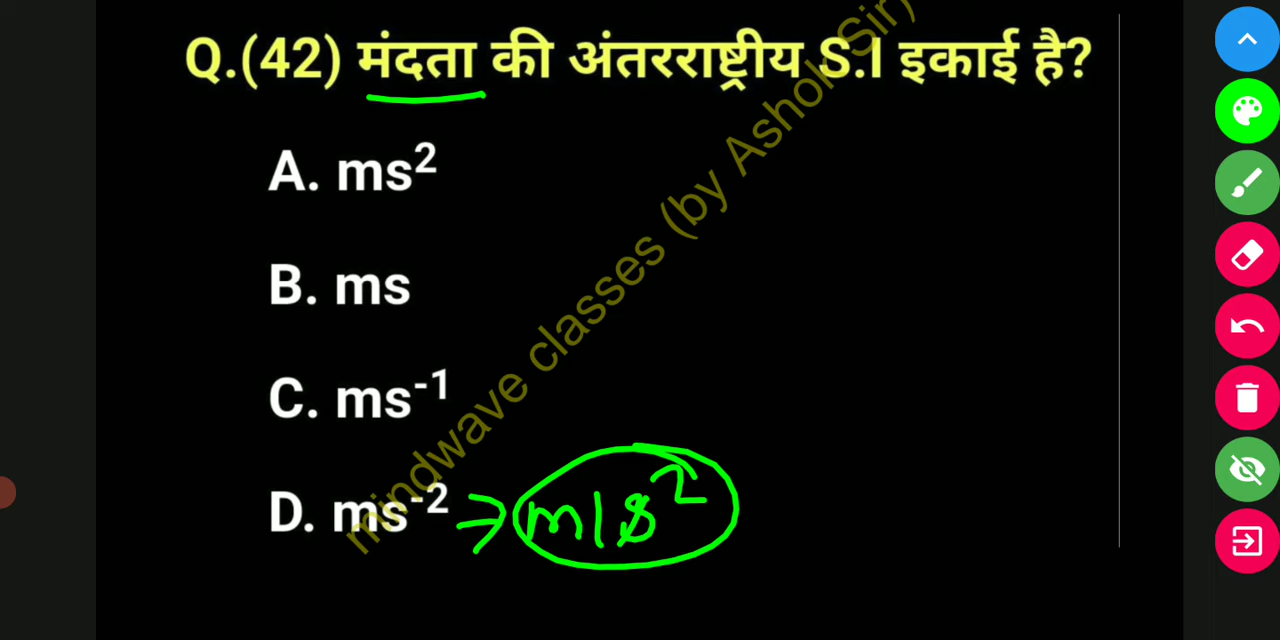 Q.(42) मंदता की अंतरराष्ट्रीय S.I इकाई है?
A. ms²
B. ms
C. ms⁻¹
D. ms⁻² → m/s²
mindwave classes (by Ashok Sir)